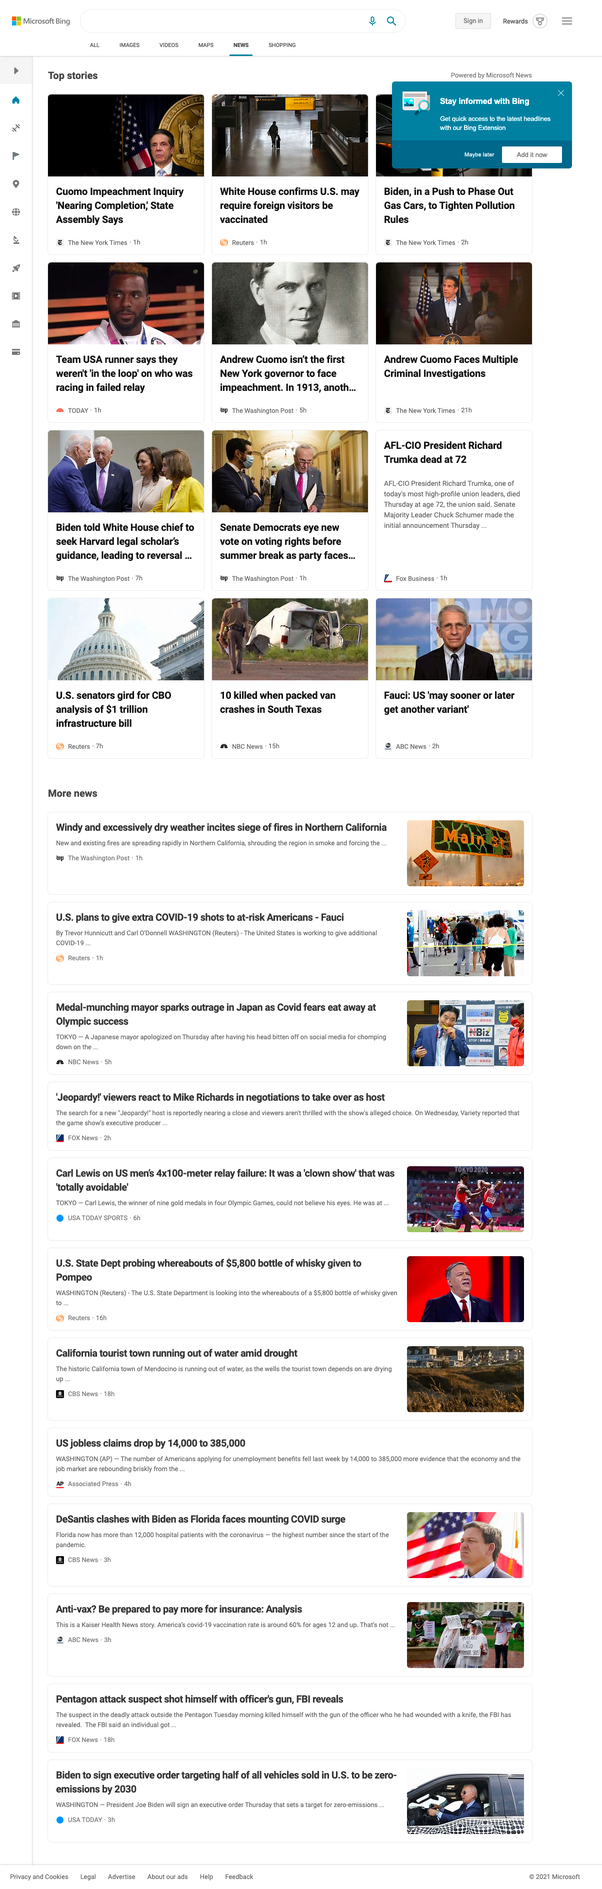 Microsoft Bing
Sign in
Rewards
ALL
IMAGES
VIDEOS
MAPS
NEWS
SHOPPING
Top stories
Powered by Microsoft News
Stay informed with Bing
Get quick access to the latest headlines
with our Bing Extension
Maybe later
Add it now
Cuomo Impeachment Inquiry
'Nearing Completion,' State
Assembly Says
The New York Times · 1h
White House confirms U.S. may
require foreign visitors be
vaccinated
Reuters · 1h
Biden, in a Push to Phase Out
Gas Cars, to Tighten Pollution
Rules
The New York Times · 2h
Team USA runner says they
weren't 'in the loop' on who was
racing in failed relay
TODAY · 1h
Andrew Cuomo isn't the first
New York governor to face
impeachment. In 1913, anoth...
The Washington Post · 5h
Andrew Cuomo Faces Multiple
Criminal Investigations
The New York Times · 21h
Biden told White House chief to
seek Harvard legal scholar's
guidance, leading to reversal ...
The Washington Post · 7h
Senate Democrats eye new
vote on voting rights before
summer break as party faces...
The Washington Post · 1h
AFL-CIO President Richard
Trumka dead at 72
AFL-CIO President Richard Trumka, one of
today's most high-profile union leaders, died
Thursday at age 72, the union said. Senate
Majority Leader Chuck Schumer made the
initial announcement Thursday ...
Fox Business · 1h
U.S. senators gird for CBO
analysis of $1 trillion
infrastructure bill
Reuters · 7h
10 killed when packed van
crashes in South Texas
NBC News · 15h
Fauci: US 'may sooner or later
get another variant'
ABC News · 2h
More news
Windy and excessively dry weather incites siege of fires in Northern California
New and existing fires are spreading rapidly in Northern California, shrouding the region in smoke and forcing the ...
The Washington Post · 1h
Main St
U.S. plans to give extra COVID-19 shots to at-risk Americans - Fauci
By Trevor Hunnicutt and Carl O'Donnell WASHINGTON (Reuters) - The United States is working to give additional
COVID-19 ...
Reuters · 1h
Medal-munching mayor sparks outrage in Japan as Covid fears eat away at
Olympic success
TOKYO — A Japanese mayor apologized on Thursday after having his head bitten off on social media for chomping
down on the ...
NBC News · 5h
NBiz
'Jeopardy!' viewers react to Mike Richards in negotiations to take over as host
The search for a new "Jeopardy!" host is reportedly nearing a close and viewers aren't thrilled with the show's alleged choice. On Wednesday, Variety reported that
the game show's executive producer ...
FOX News · 2h
Carl Lewis on US men's 4x100-meter relay failure: It was a 'clown show' that was
'totally avoidable'
TOKYO — Carl Lewis, the winner of nine gold medals in four Olympic Games, could not believe his eyes. He was at ...
USA TODAY SPORTS · 6h
TOKYO 2020
U.S. State Dept probing whereabouts of $5,800 bottle of whisky given to
Pompeo
WASHINGTON (Reuters) - The U.S. State Department is looking into the whereabouts of a $5,800 bottle of whisky given
to ...
Reuters · 16h
California tourist town running out of water amid drought
The historic California town of Mendocino is running out of water, as the wells the tourist town depends on are drying
up ...
CBS News · 18h
US jobless claims drop by 14,000 to 385,000
WASHINGTON (AP) — The number of Americans applying for unemployment benefits fell last week by 14,000 to 385,000 more evidence that the economy and the
job market are rebounding briskly from the ...
AP Associated Press · 4h
DeSantis clashes with Biden as Florida faces mounting COVID surge
Florida now has more than 12,000 hospital patients with the coronavirus — the highest number since the start of the
pandemic.
CBS News · 3h
Anti-vax? Be prepared to pay more for insurance: Analysis
This is a Kaiser Health News story. America's covid-19 vaccination rate is around 60% for ages 12 and up. That's not ...
ABC News · 3h
Pentagon attack suspect shot himself with officer's gun, FBI reveals
The suspect in the deadly attack outside the Pentagon Tuesday morning killed himself with the gun of the officer who he had wounded with a knife, the FBI has
revealed.  The FBI said an individual got ...
FOX News · 18h
Biden to sign executive order targeting half of all vehicles sold in U.S. to be zero-
emissions by 2030
WASHINGTON — President Joe Biden will sign an executive order Thursday that sets a target for zero-emissions ...
USA TODAY · 3h
Privacy and Cookies
Legal
Advertise
About our ads
Help
Feedback
© 2021 Microsoft